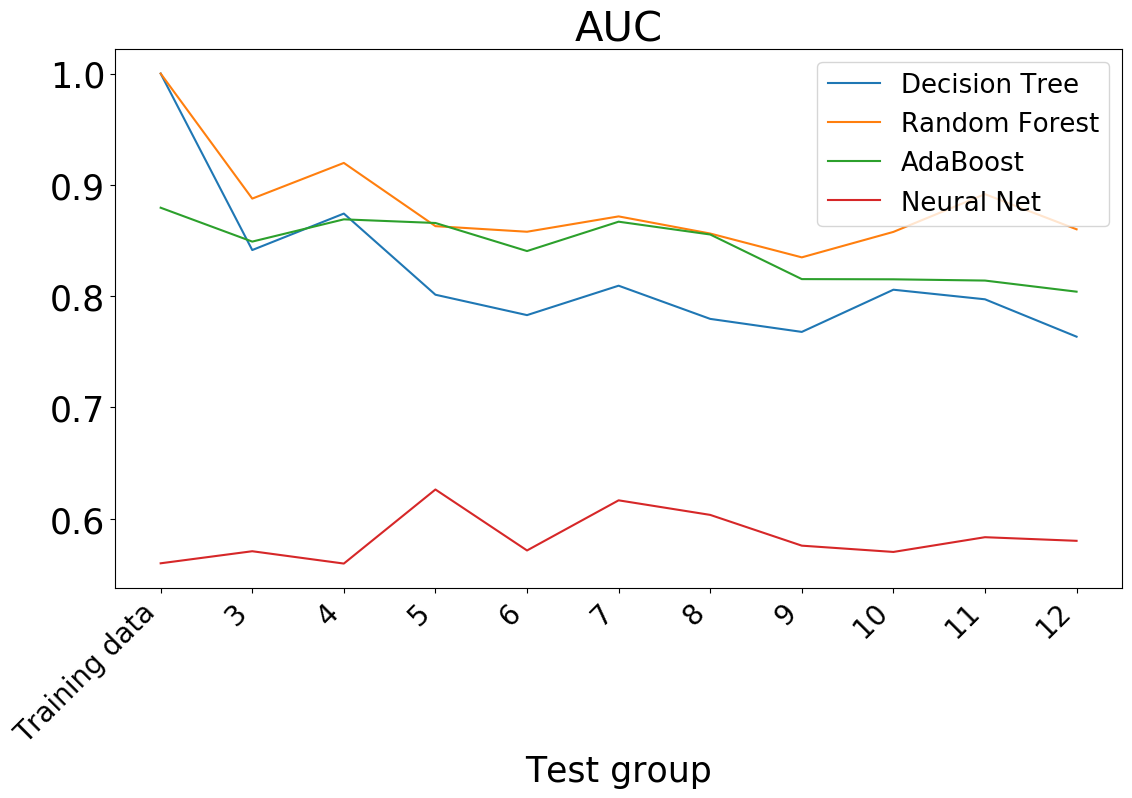 AUC
1.0
0.9
0.8
0.7
0.6
Decision Tree
Random Forest
AdaBoost
Neural Net
Training data
3
4
5
6
7
8
9
10
11
12
Test group